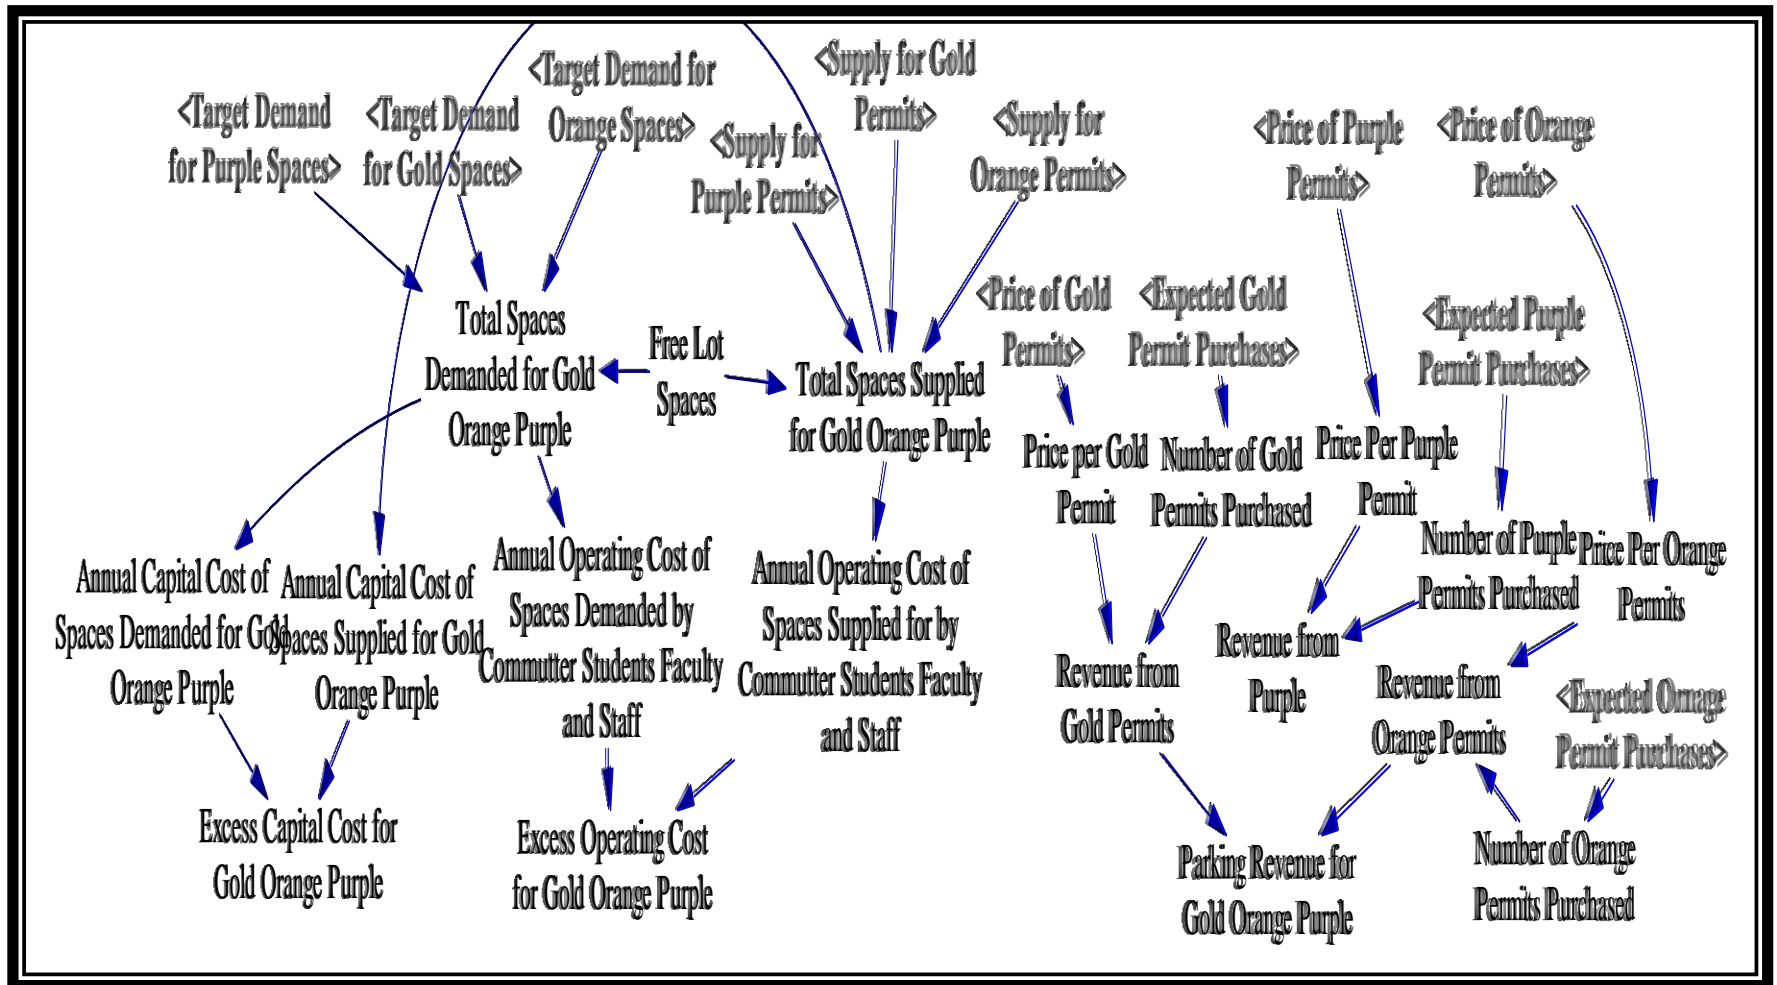 <Target Demand
for Purple Spaces>
<Target Demand
for Gold Spaces>
<Target Demand for
Orange Spaces>
<Supply for
Purple Permits>
<Supply for Gold
Permits>
<Supply for
Orange Permits>
<Price of Purple
Permits>
<Price of Orange
Permits>
Total Spaces
Demanded for Gold
Orange Purple
Free Lot
Spaces
Total Spaces Supplied
for Gold Orange Purple
<Price of Gold
Permits>
<Expected Gold
Permit Purchases>
<Expected Purple
Permit Purchases>
Price per Gold
Permit
Number of Gold
Permits Purchased
Price Per Purple
Permit
Number of Purple
Permits Purchased
Price Per Orange
Permits
Annual Capital Cost of
Spaces Demanded for Gold
Orange Purple
Annual Capital Cost of
Spaces Supplied for Gold
Orange Purple
Annual Operating Cost of
Spaces Demanded by
Commutter Students Faculty
and Staff
Annual Operating Cost of
Spaces Supplied for by
Commutter Students Faculty
and Staff
Revenue from
Gold Permits
Revenue from
Purple
Revenue from
Orange Permits
<Expected Ornage
Permit Purchases>
Excess Capital Cost for
Gold Orange Purple
Excess Operating Cost
for Gold Orange Purple
Parking Revenue for
Gold Orange Purple
Number of Orange
Permits Purchased